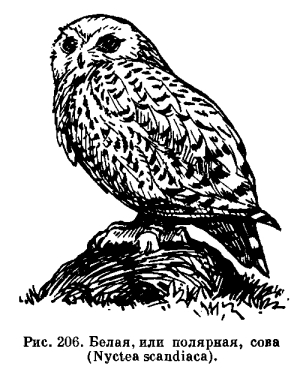 Рис. 206. Белая, или полярная, сова
(Nyctea scandiaca).